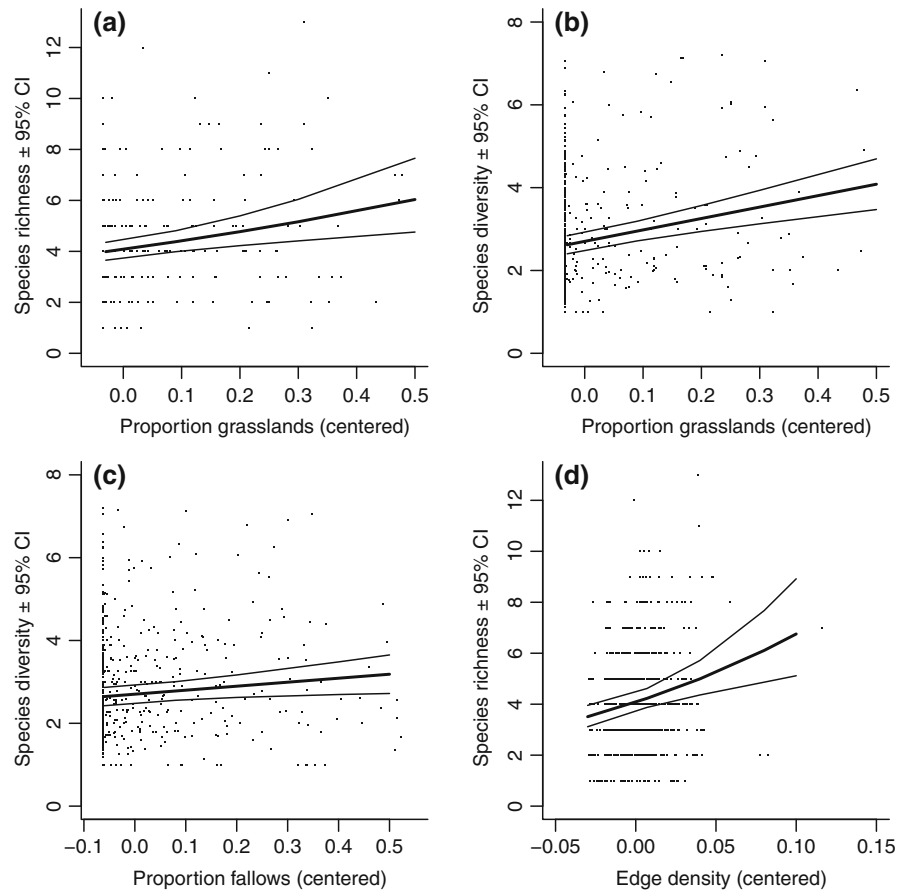 (a)
Species richness ± 95% CI
0 2 4 6 8 10 12
0.0 0.1 0.2 0.3 0.4 0.5
Proportion grasslands (centered)
(b)
Species diversity ± 95% CI
0 2 4 6 8
0.0 0.1 0.2 0.3 0.4 0.5
Proportion grasslands (centered)
(c)
Species diversity ± 95% CI
0 2 4 6 8
−0.1 0.0 0.1 0.2 0.3 0.4 0.5
Proportion fallows (centered)
(d)
Species richness ± 95% CI
0 2 4 6 8 10 12
−0.05 0.00 0.05 0.10 0.15
Edge density (centered)